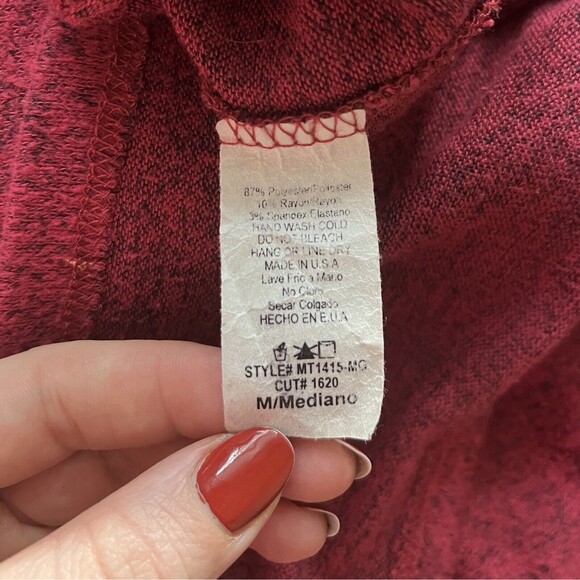 87% Polyester/Poliester
10% Rayon/Rayon
3% Spandex/Elastano
HAND WASH COLD
DO NOT BLEACH
HANG OR LINE DRY
MADE IN U.S.A
Lave Frio a Mano
No Cloro
Secar Colgado
HECHO EN E.U.A
STYLE# MT1415-MG
CUT# 1620
M/Mediano